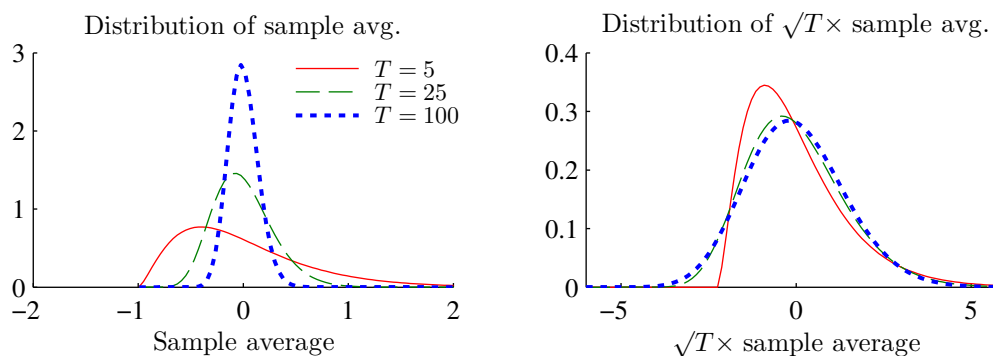 Distribution of sample avg.
3
2
1
0
−2
−1
0
1
2
Sample average
T = 5
T = 25
T = 100
Distribution of √T× sample avg.
0.4
0.3
0.2
0.1
0
−5
0
5
√T× sample average